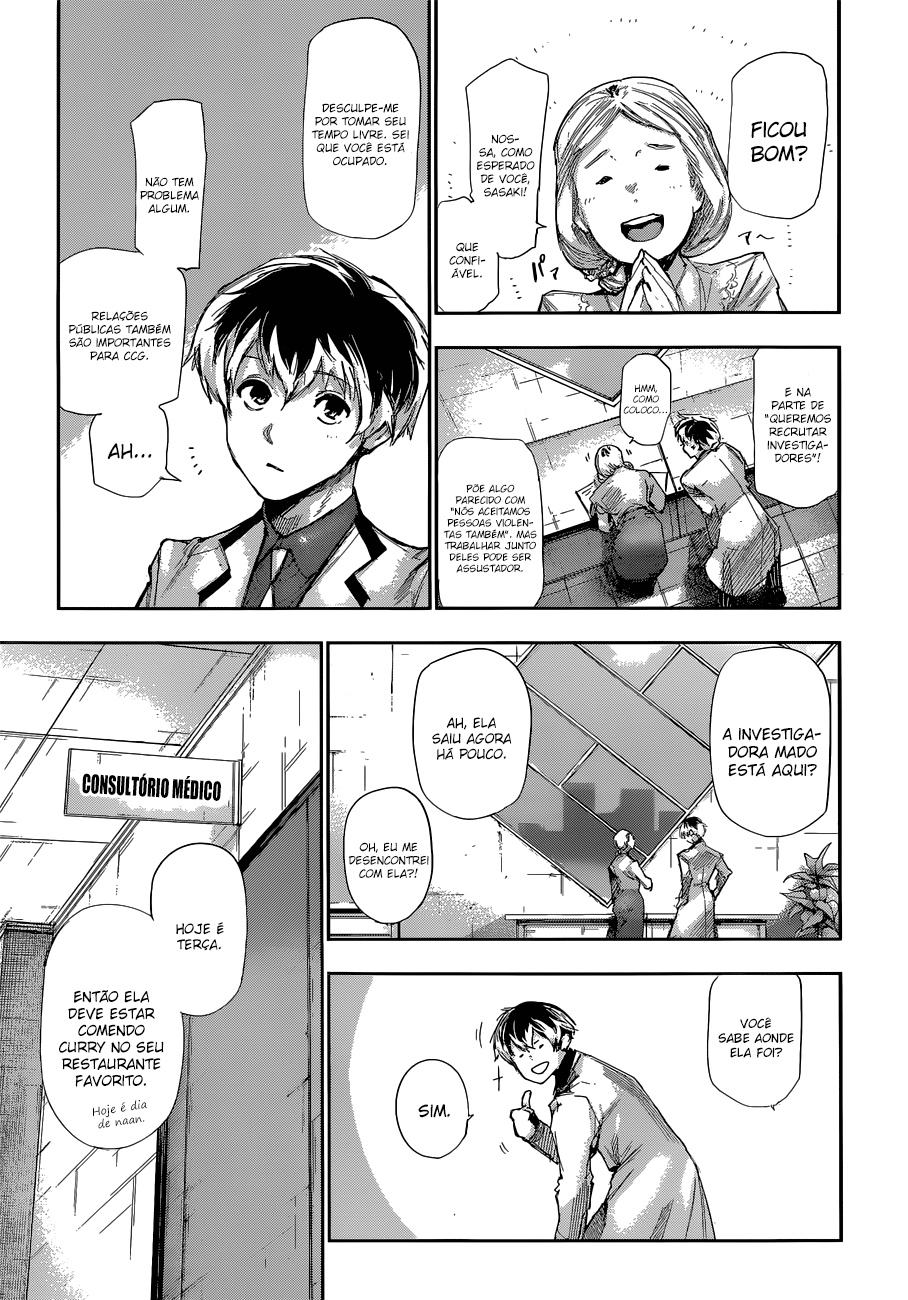 FICOU
BOM?
NOS-
SA, COMO
ESPERADO
DE VOCÊ,
SASAKI!
QUE
CONFI-
ÁVEL.
パァ
ア～
DESCULPE-ME
POR TOMAR SEU
TEMPO LIVRE. SEI
QUE VOCÊ ESTÁ
OCUPADO.
NÃO TEM
PROBLEMA
ALGUM.
RELAÇÕES
PÚBLICAS TAMBÉM
SÃO IMPORTANTES
PARA CCG.
AH...
E NA
PARTE DE
"QUEREMOS
RECRUTAR
INVESTIGA-
DORES"!
HMM,
COMO
COLOCO...
PÕE ALGO
PARECIDO COM
"NÓS ACEITAMOS
PESSOAS VIOLEN-
TAS TAMBÉM". MAS
TRABALHAR JUNTO
DELES PODE SER
ASSUSTADOR.
A INVESTIGA-
DORA MADO
ESTÁ AQUI?
AH, ELA
SAIU AGORA
HÁ POUCO.
OH, EU ME
DESENCONTREI
COM ELA?!
VOCÊ
SABE AONDE
ELA FOI?
SIM.
CONSULTÓRIO MÉDICO
HOJE É
TERÇA.
ENTÃO ELA
DEVE ESTAR
COMENDO
CURRY NO SEU
RESTAURANTE
FAVORITO.
Hoje é dia
de naan.